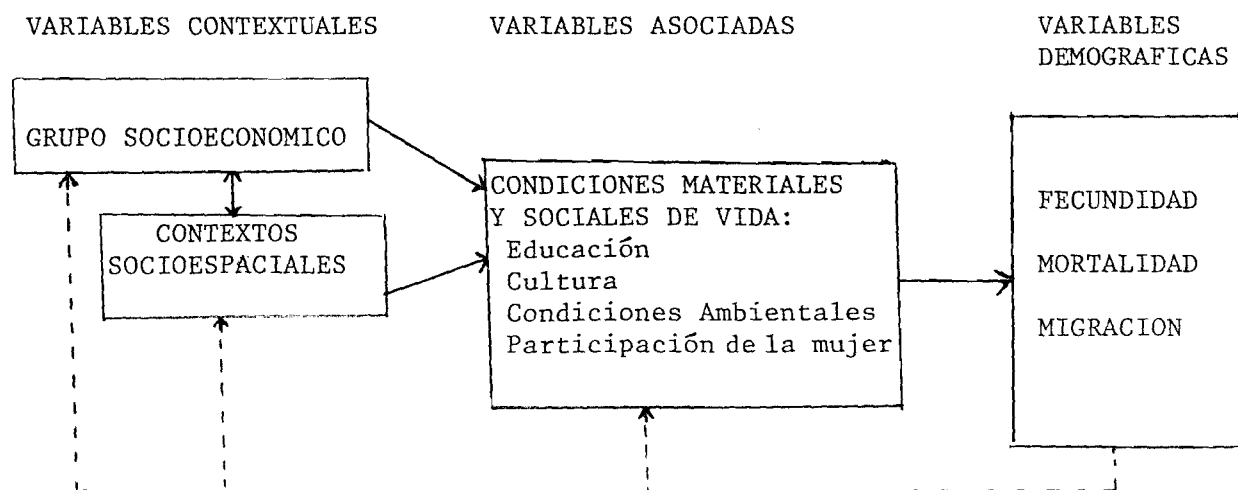 VARIABLES CONTEXTUALES
VARIABLES ASOCIADAS
VARIABLES
DEMOGRAFICAS
GRUPO SOCIOECONOMICO
CONTEXTOS
SOCIOESPACIALES
CONDICIONES MATERIALES
Y SOCIALES DE VIDA:
Educación
Cultura
Condiciones Ambientales
Participación de la mujer
FECUNDIDAD
MORTALIDAD
MIGRACION